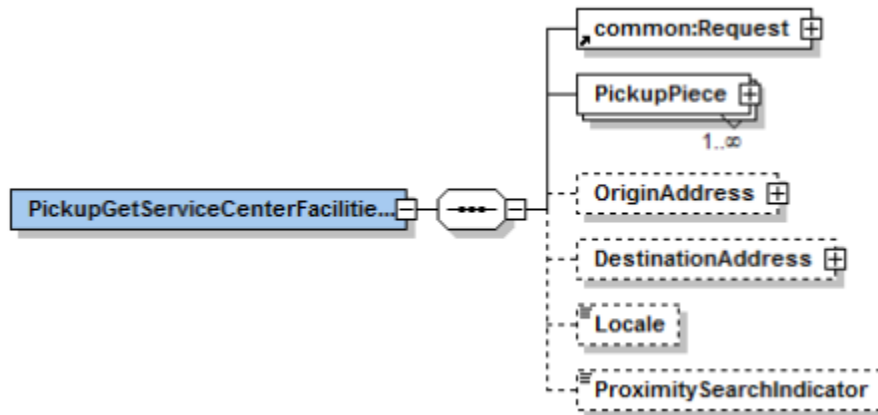 common:Request
PickupPiece
1..∞
OriginAddress
PickupGetServiceCenterFacilitie...
DestinationAddress
Locale
ProximitySearchIndicator